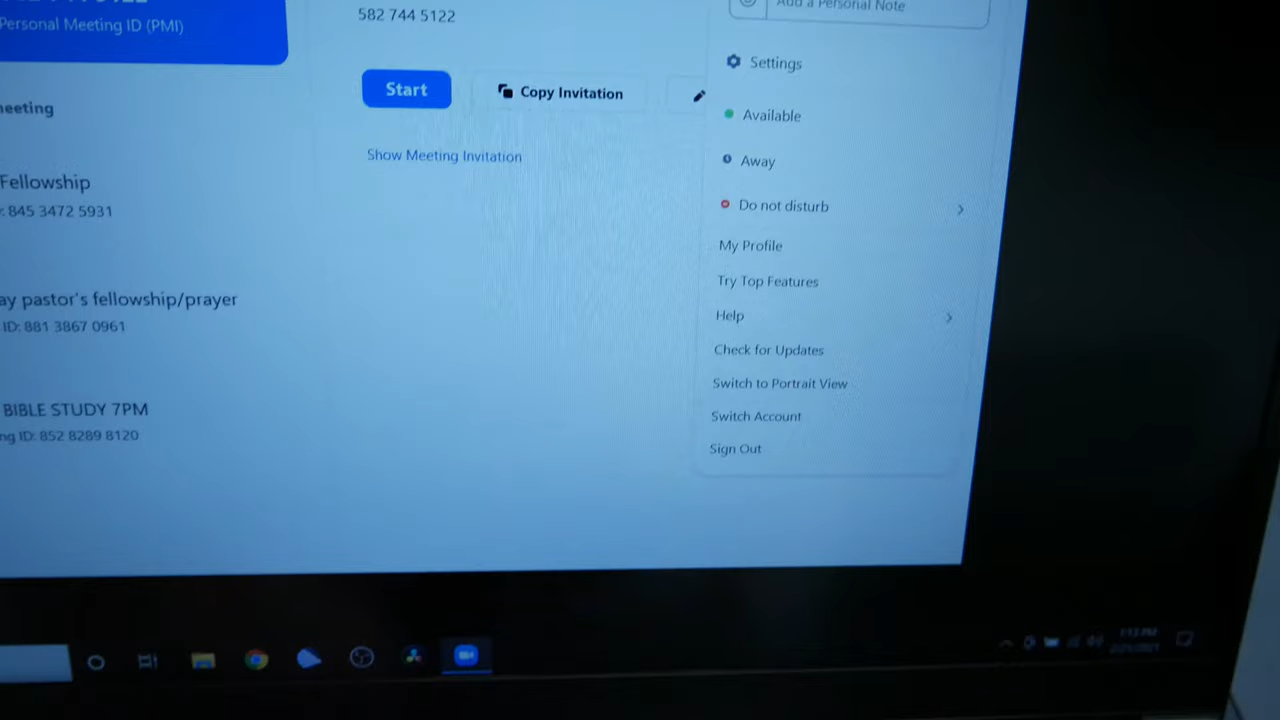 Personal Meeting ID (PMI)
582 744 5122
Add a Personal Note
Start
Copy Invitation
Show Meeting Invitation
Fellowship
845 3472 5931
pastor's fellowship/prayer
ID: 881 3867 0961
BIBLE STUDY 7PM
ID: 852 8289 8120
Settings
Available
Away
Do not disturb
My Profile
Try Top Features
Help
Check for Updates
Switch to Portrait View
Switch Account
Sign Out